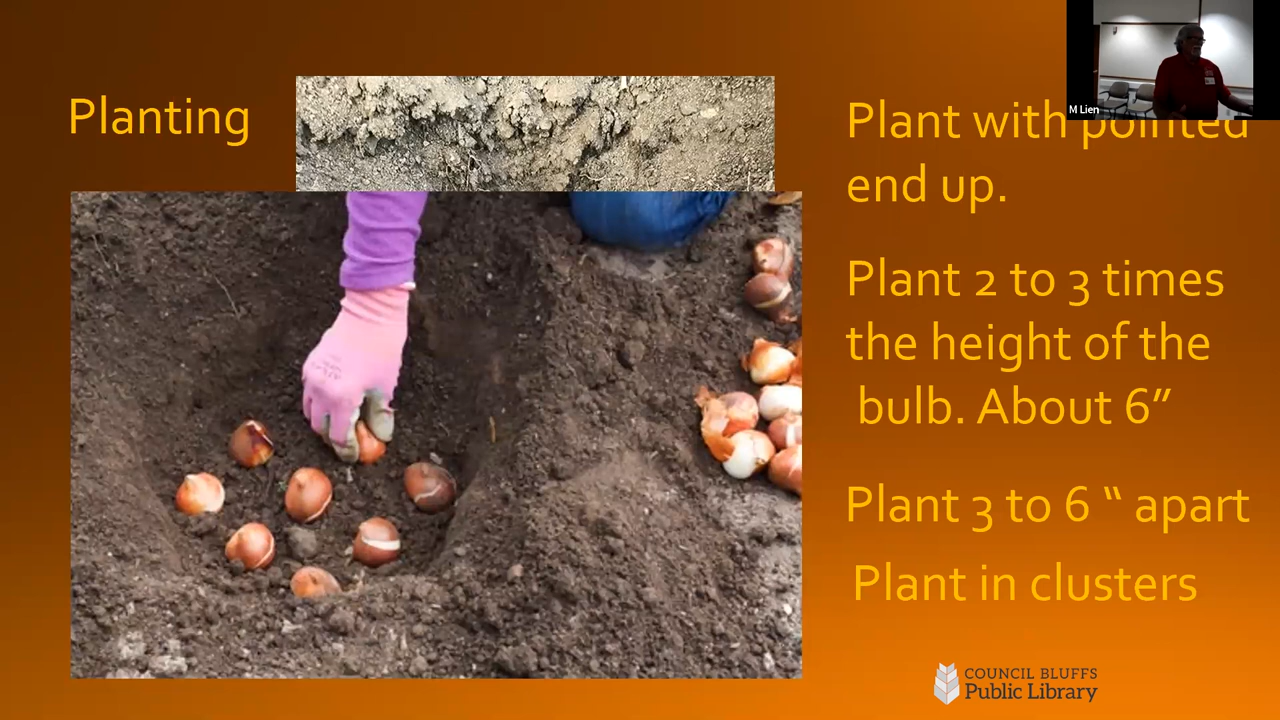 Planting
Plant with pointed
end up.
Plant 2 to 3 times
the height of the
bulb. About 6”
Plant 3 to 6 “ apart
Plant in clusters
M Lien
COUNCIL BLUFFS
Public Library